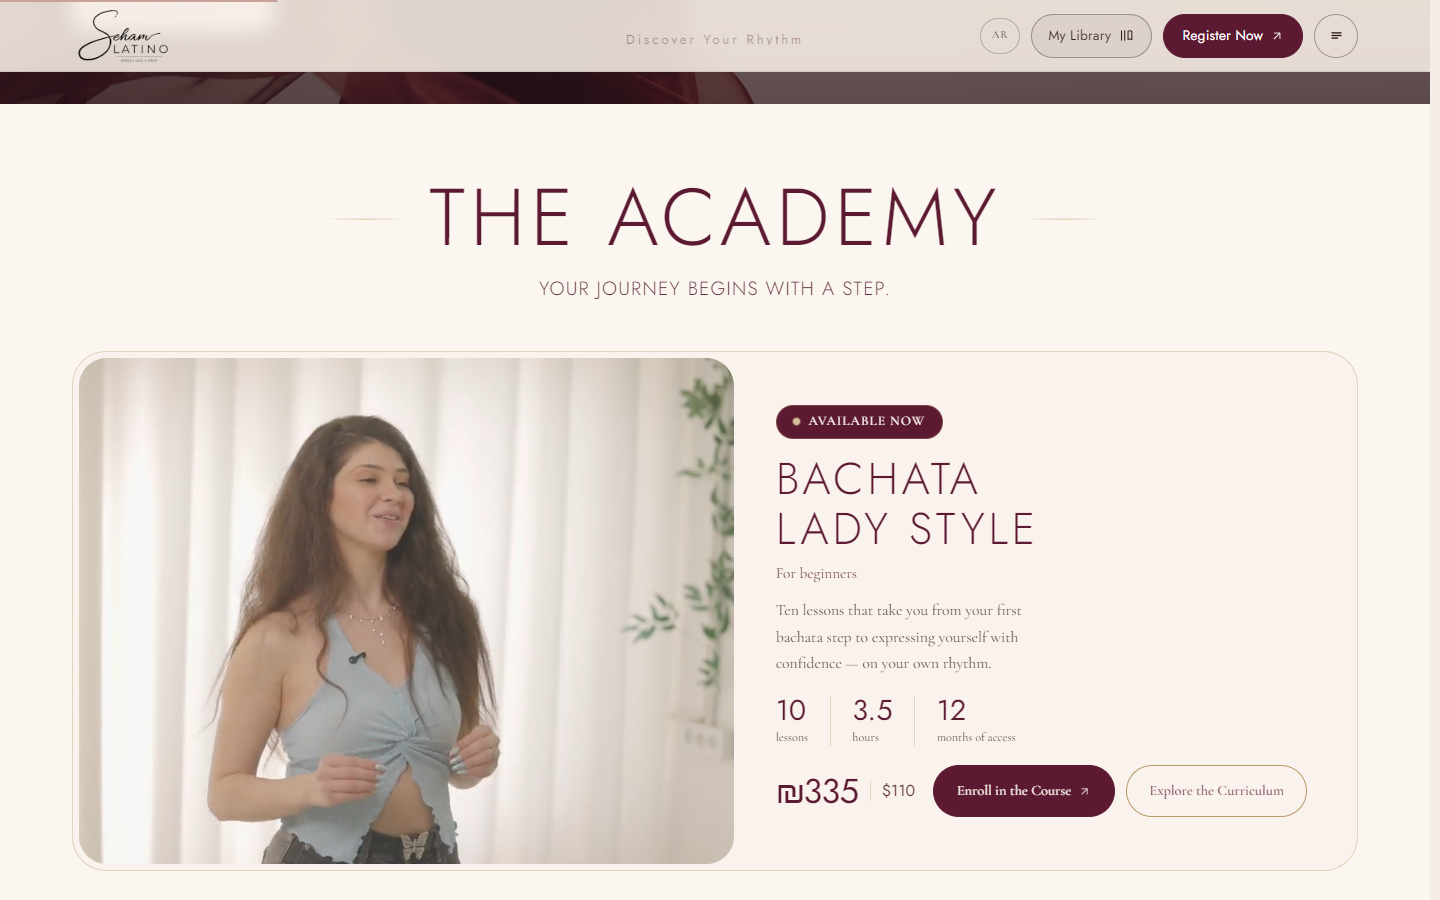 Seham
LATINO
Discover Your Rhythm
AR
My Library
Register Now
THE ACADEMY
YOUR JOURNEY BEGINS WITH A STEP.
AVAILABLE NOW
BACHATA
LADY STYLE
For beginners
Ten lessons that take you from your first
bachata step to expressing yourself with
confidence — on your own rhythm.
10 3.5 12
lessons hours months of access
₪335 $110 Enroll in the Course Explore the Curriculum